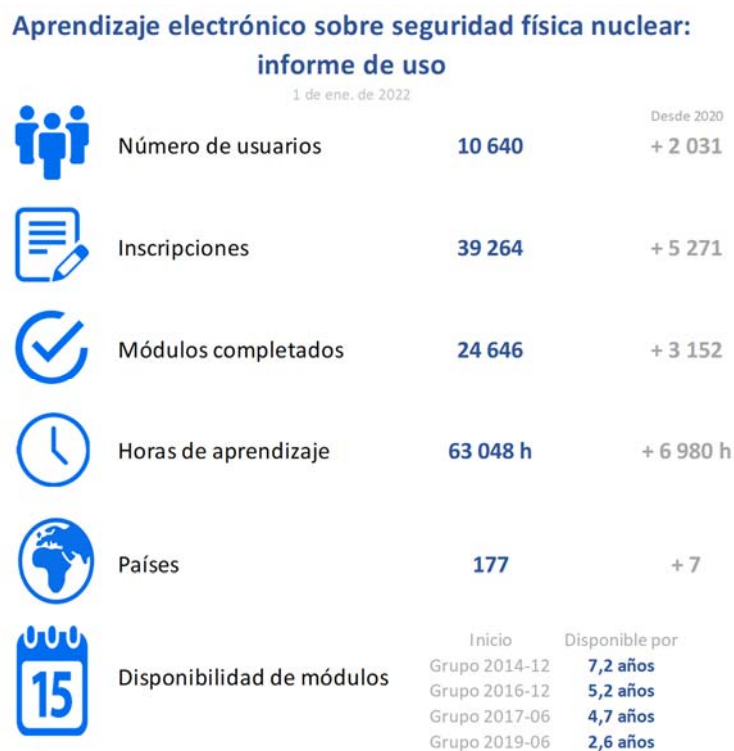 Aprendizaje electrónico sobre seguridad física nuclear:
informe de uso
1 de ene. de 2022
Desde 2020
Número de usuarios 10 640 + 2 031
Inscripciones 39 264 + 5 271
Módulos completados 24 646 + 3 152
Horas de aprendizaje 63 048 h + 6 980 h
Países 177 + 7
15
Disponibilidad de módulos
Inicio Disponible por
Grupo 2014-12 7,2 años
Grupo 2016-12 5,2 años
Grupo 2017-06 4,7 años
Grupo 2019-06 2,6 años